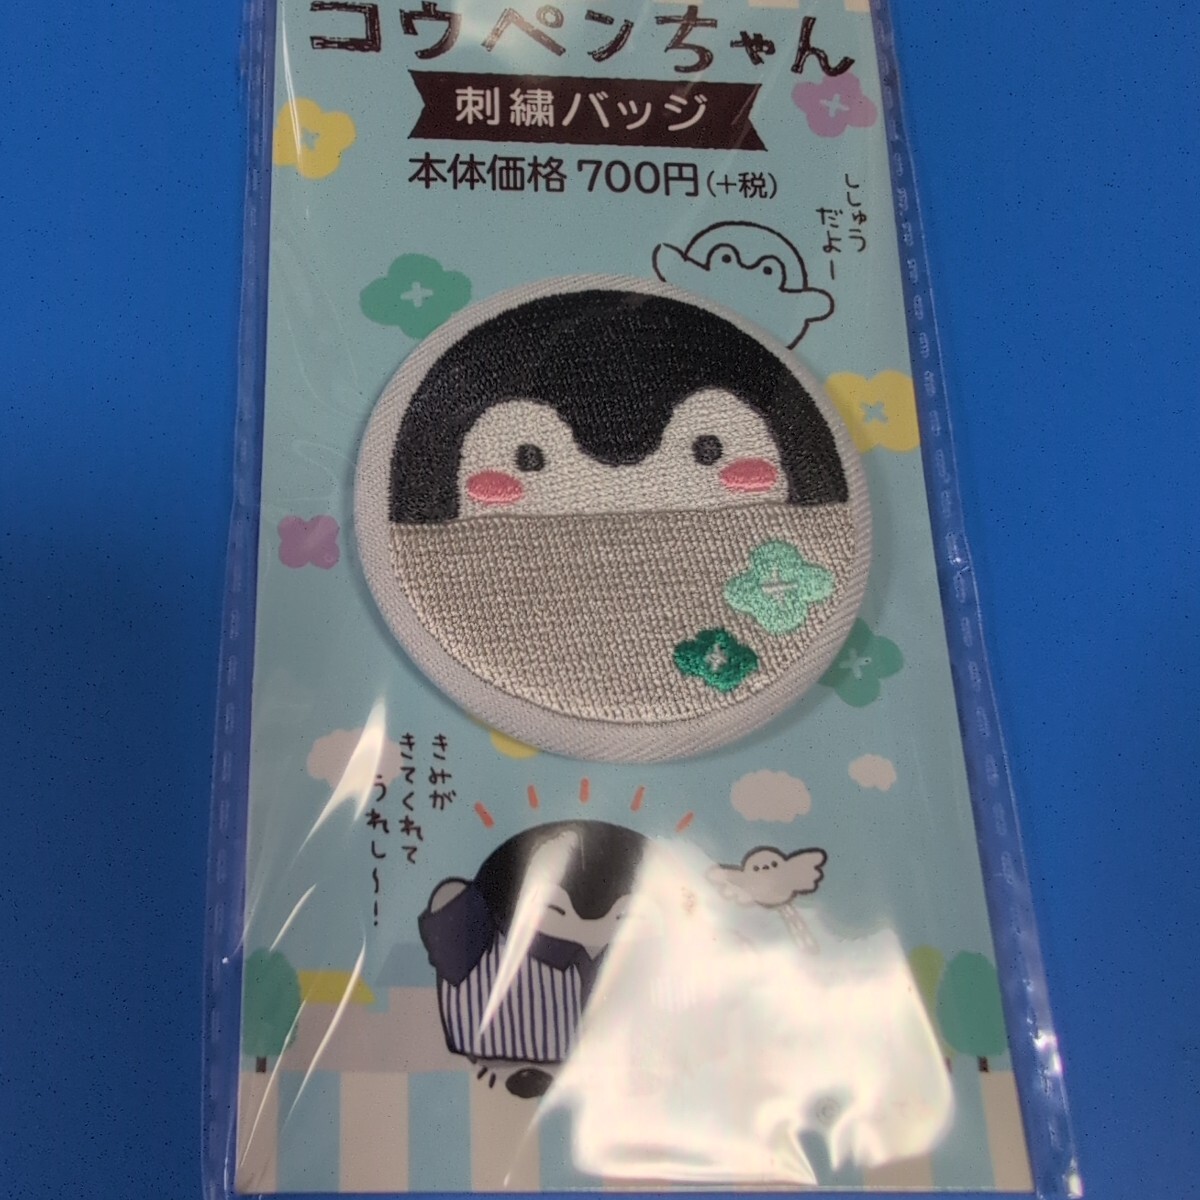 コウペンちゃん
刺繍バッジ
本体価格 700円(+税)
ししゅう
だよー
きみが
きてくれて
うれし〜!